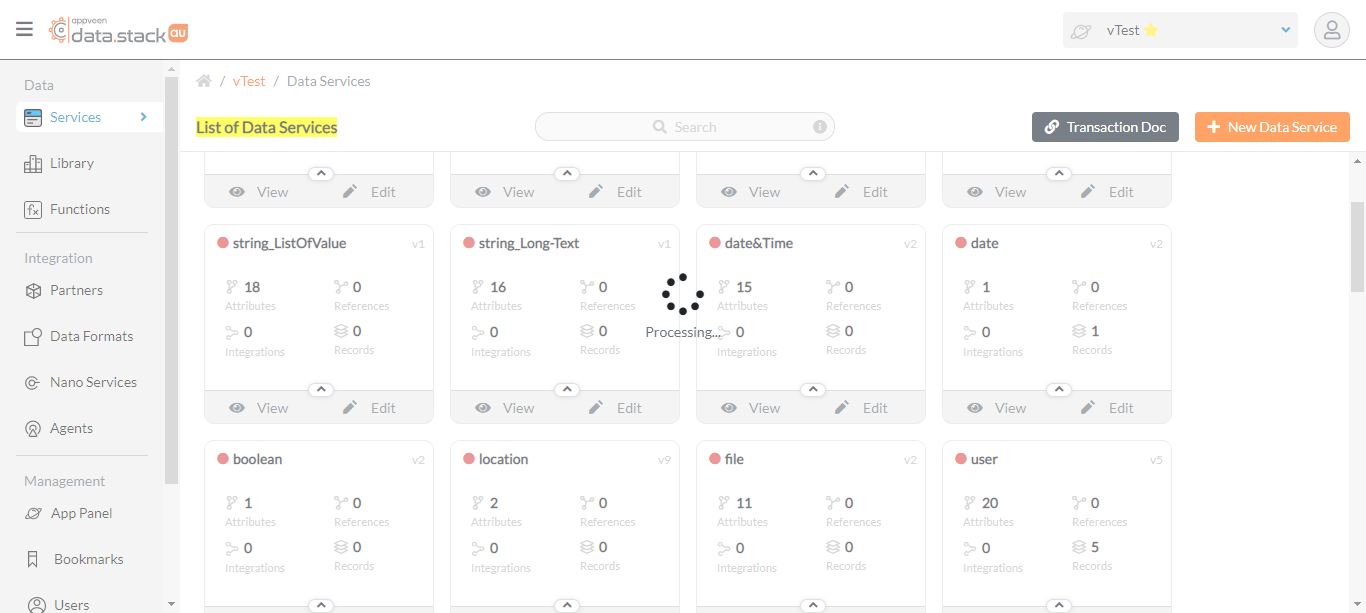 appveen
data.stack au
vTest ⭐
Data
Services
Library
Functions
Integration
Partners
Data Formats
Nano Services
Agents
Management
App Panel
Bookmarks
Users
/ vTest / Data Services
List of Data Services
Search
Transaction Doc
+ New Data Service
View Edit View Edit View Edit View Edit
string_ListOfValue v1
18 Attributes
0 References
0 Integrations
0 Records
View Edit
string_Long-Text v1
16 Attributes
0 References
0 Integrations
0 Records
View Edit
date&Time v2
15 Attributes
0 References
0 Integrations
0 Records
View Edit
date v2
1 Attributes
0 References
0 Integrations
1 Records
View Edit
Processing...
boolean v2
1 Attributes
0 References
0 Integrations
0 Records
location v9
2 Attributes
0 References
0 Integrations
0 Records
file v2
11 Attributes
0 References
0 Integrations
0 Records
user v5
20 Attributes
0 References
0 Integrations
5 Records